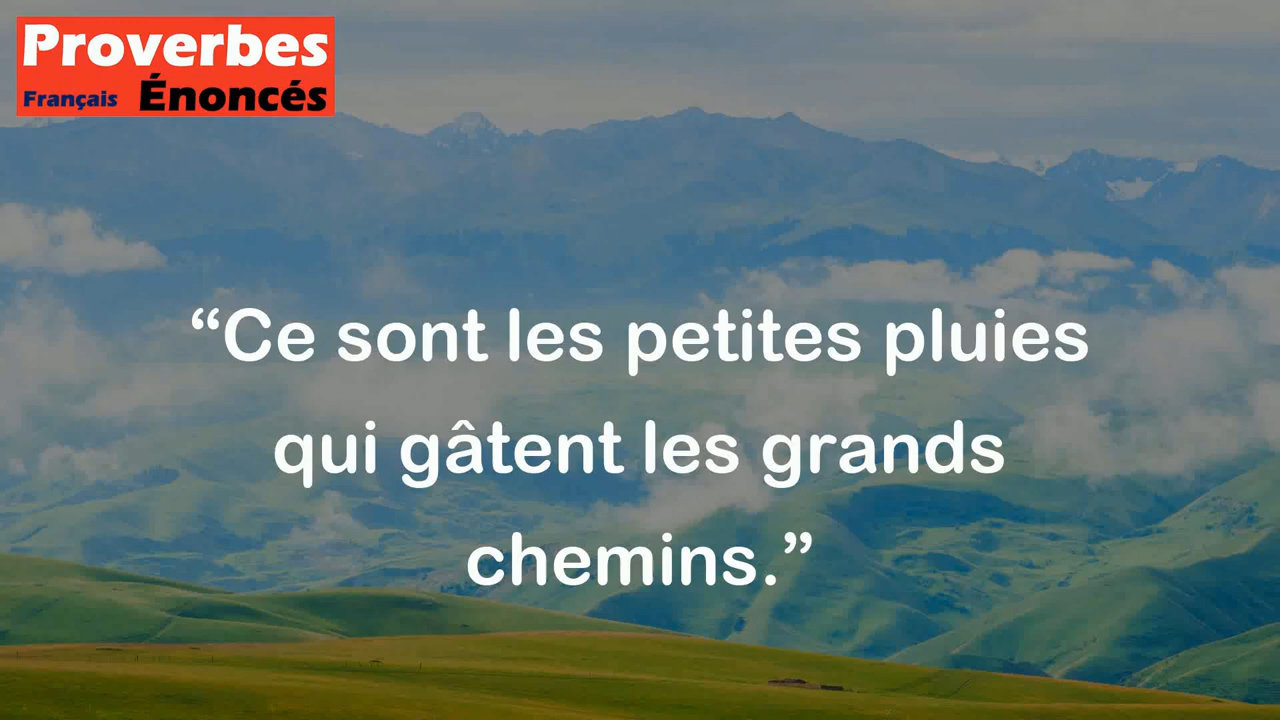 Proverbes
Français Énoncés
“Ce sont les petites pluies
qui gâtent les grands
chemins.”